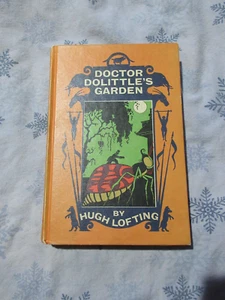 DOCTOR
DOLITTLE'S
GARDEN
BY
HUGH LOFTING